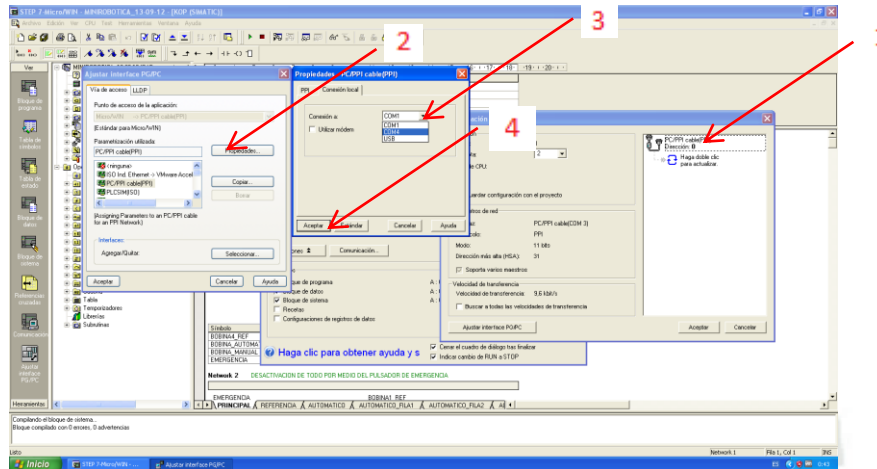 STEP 7-Micro/WIN - MINIROBOTICA_13-09-12 - [KOP (SIMATIC)]
Archivo Edición Ver CPU Test Herramientas Ventana Ayuda
Ver
Bloque de programa
Tabla de símbolos
Tabla de estado
Bloque de datos
Bloque de sistema
Referencias cruzadas
Comunicación
Ajustar interface PG/PC
Herramientas
Tabla
Temporizadores
Librerías
Subrutinas
2
3
4
Ajustar interface PG/PC
Vía de acceso
LLDP
Punto de acceso de la aplicación:
Micro/WIN -> PC/PPI cable(PPI)
(Estándar para Micro/WIN)
Parametrización utilizada:
PC/PPI cable(PPI)
Propiedades...
(ninguna)
ISO Ind. Ethernet -> VMware Accel
PC/PPI cable(PPI)
PLCSIM(ISO)
Copiar...
Borrar
(Assigning Parameters to an PC/PPI cable for an PPI Network)
Interfaces:
Agregar/Quitar:
Seleccionar...
Aceptar
Cancelar
Ayuda
Propiedades - PC/PPI cable(PPI)
PPI
Conexión local
Conexión a:
COM1
COM1
COM4
USB
Utilizar módem
Aceptar
Estándar
Cancelar
Ayuda
2
PC/PPI cable(PPI)
Dirección: 0
Haga doble clic
para actualizar.
PC/PPI cable(COM 3)
PPI
Modo:
11 bits
Dirección más alta (HSA):
31
Soporta varios maestros
Velocidad de transferencia
Velocidad de transferencia:
9,6 kbit/s
Buscar a todas las velocidades
Ajustar interface PG/PC
Aceptar
Cancelar
Comunicación...
Bloque de programa
Bloque de datos
Bloque de sistema
Recetas
Configuraciones de registros de datos
Haga clic para obtener ayuda y s
Cerrar el cuadro de diálogo tras finalizar
Indicar cambio de RUN a STOP
Símbolo
BOBINA4_REF
BOBINA_AUTOMA
BOBINA_MANUAL
EMERGENCIA
Network 2 DESACTIVACION DE TODO POR MEDIO DEL PULSADOR DE EMERGENCIA
EMERGENCIA
BOBINA1_REF
PRINCIPAL
REFERENCIA
AUTOMATICO
AUTOMATICO_FILA1
AUTOMATICO_FILA2
Compilando el bloque de sistema...
Bloque compilado con 0 errores, 0 advertencias
Listo
Network 1
Fila 1, Col 1
INS
Inicio
STEP 7-Micro/WIN - ...
Ajustar interface PG/PC
ES
0:43